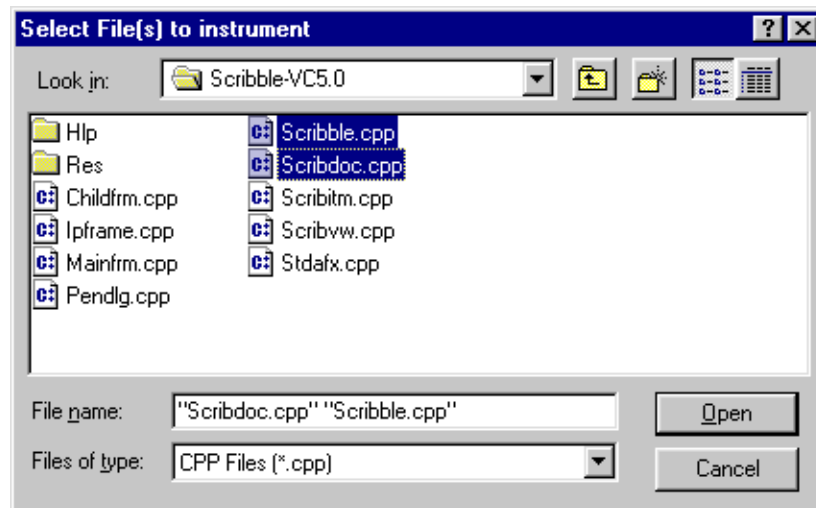 Select File(s) to instrument
Look in: Scribble-VC5.0
Hlp Scribble.cpp
Res Scribdoc.cpp
Childfrm.cpp Scribitm.cpp
Ipframe.cpp Scribvw.cpp
Mainfrm.cpp Stdafx.cpp
Pendlg.cpp
File name: "Scribdoc.cpp" "Scribble.cpp" Open
Files of type: CPP Files (*.cpp) Cancel